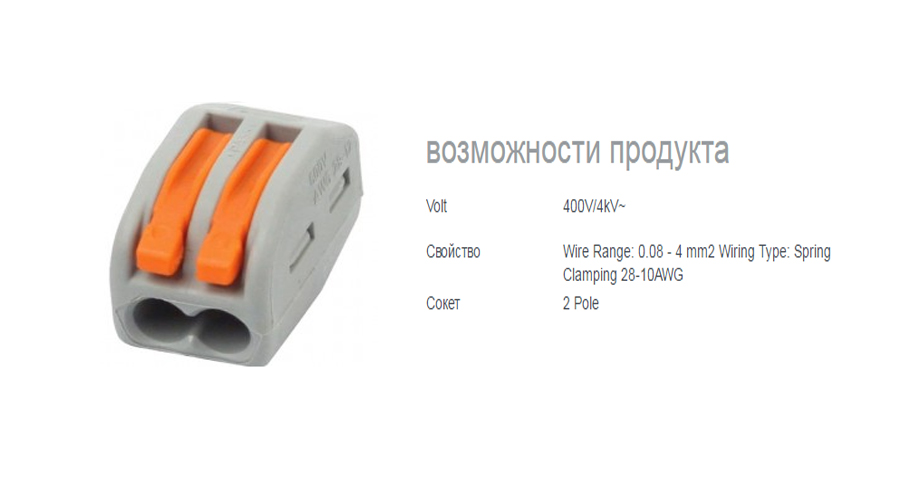 возможности продукта
Volt 400V/4kV~
Свойство Wire Range: 0.08 - 4 mm2 Wiring Type: Spring
Clamping 28-10AWG
Сокет 2 Pole